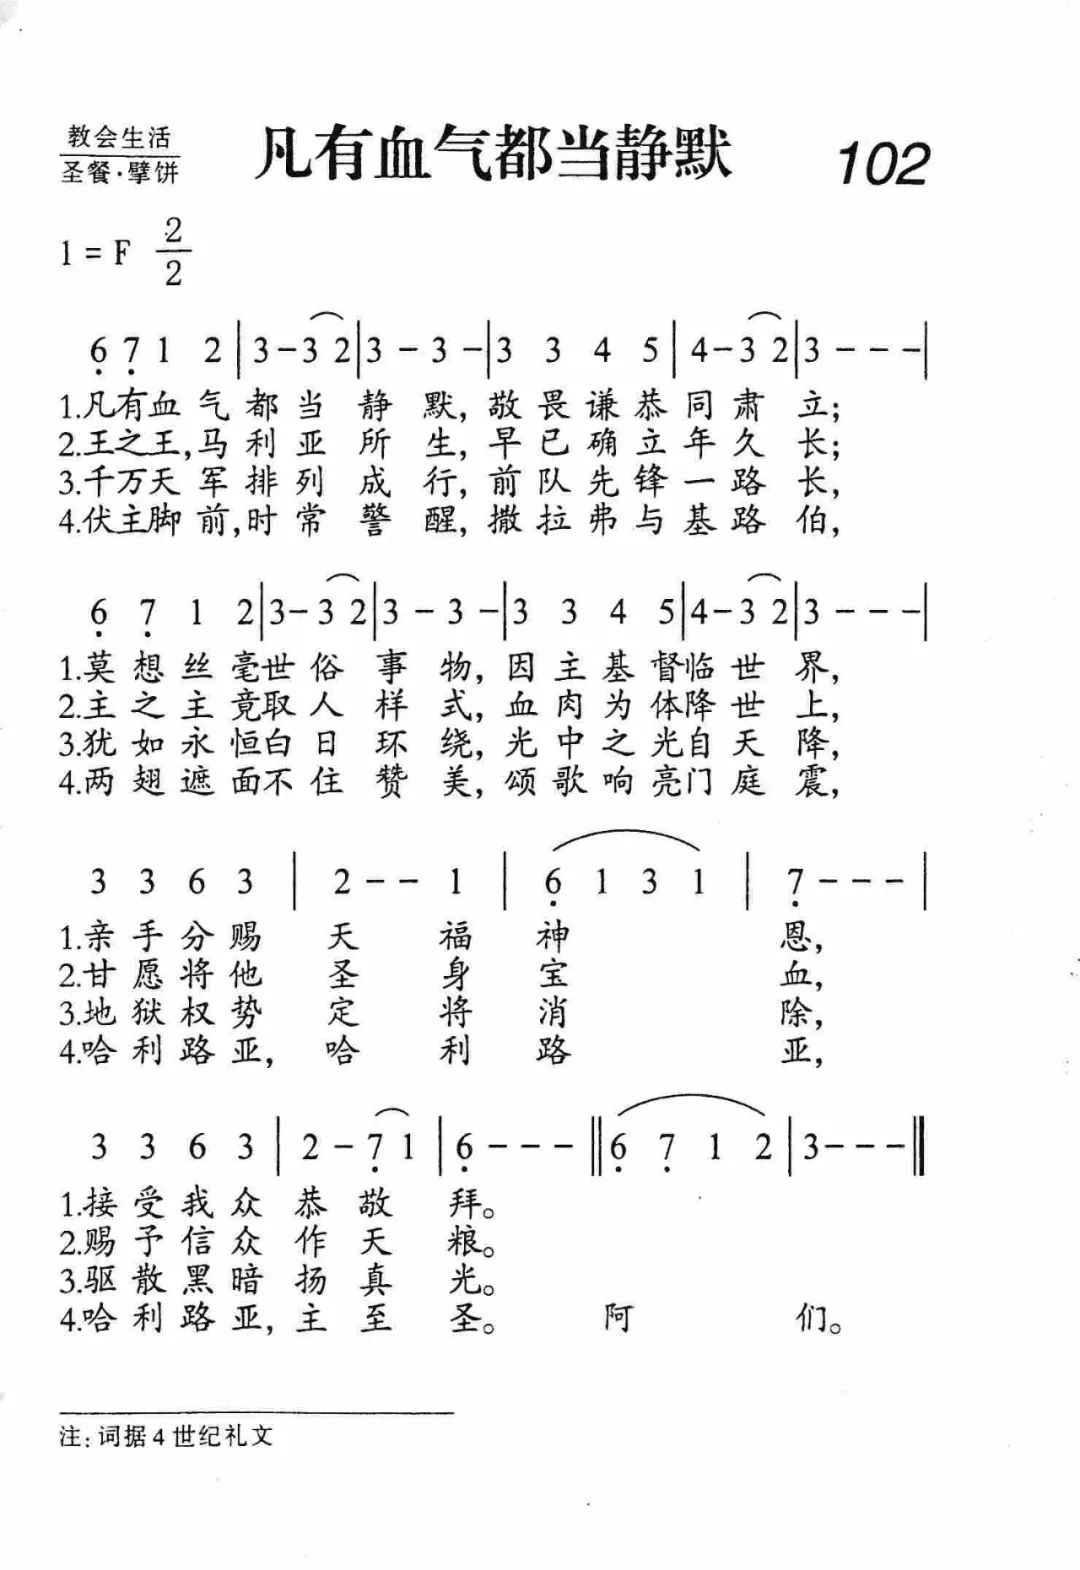 教会生活
圣餐·擘饼
凡有血气都当静默
102
1 = F 2/2
6̣ 7̣ 1 2 | 3 - 3 2 | 3 - 3 - | 3 3 4 5 | 4 - 3 2 | 3 - - - |
1.凡有血气都当静默,敬畏谦恭同肃立;
2.王之王,马利亚所生,早已确立年久长;
3.千万天军排列成行,前队先锋一路长,
4.伏主脚前,时常警醒,撒拉弗与基路伯,
6̣ 7̣ 1 2 | 3 - 3 2 | 3 - 3 - | 3 3 4 5 | 4 - 3 2 | 3 - - - |
1.莫想丝毫世俗事物,因主基督临世界,
2.主之主竟取人样式,血肉为体降世上,
3.犹如永恒白日环绕,光中之光自天降,
4.两翅遮面不住赞美,颂歌响亮门庭震,
3 3 6 3 | 2 - - 1 | 6̣ 1 3 1 | 7̣ - - - |
1.亲手分赐天福神恩,
2.甘愿将他圣身宝血,
3.地狱权势定将消除,
4.哈利路亚,哈利路亚,
3 3 6 3 | 2 - 7̣ 1 | 6̣ - - - || 6̣ 7̣ 1 2 | 3 - - - ||
1.接受我众恭敬拜。
2.赐予信众作天粮。
3.驱散黑暗扬真光。
4.哈利路亚,主至圣。阿们。
注:词据4世纪礼文